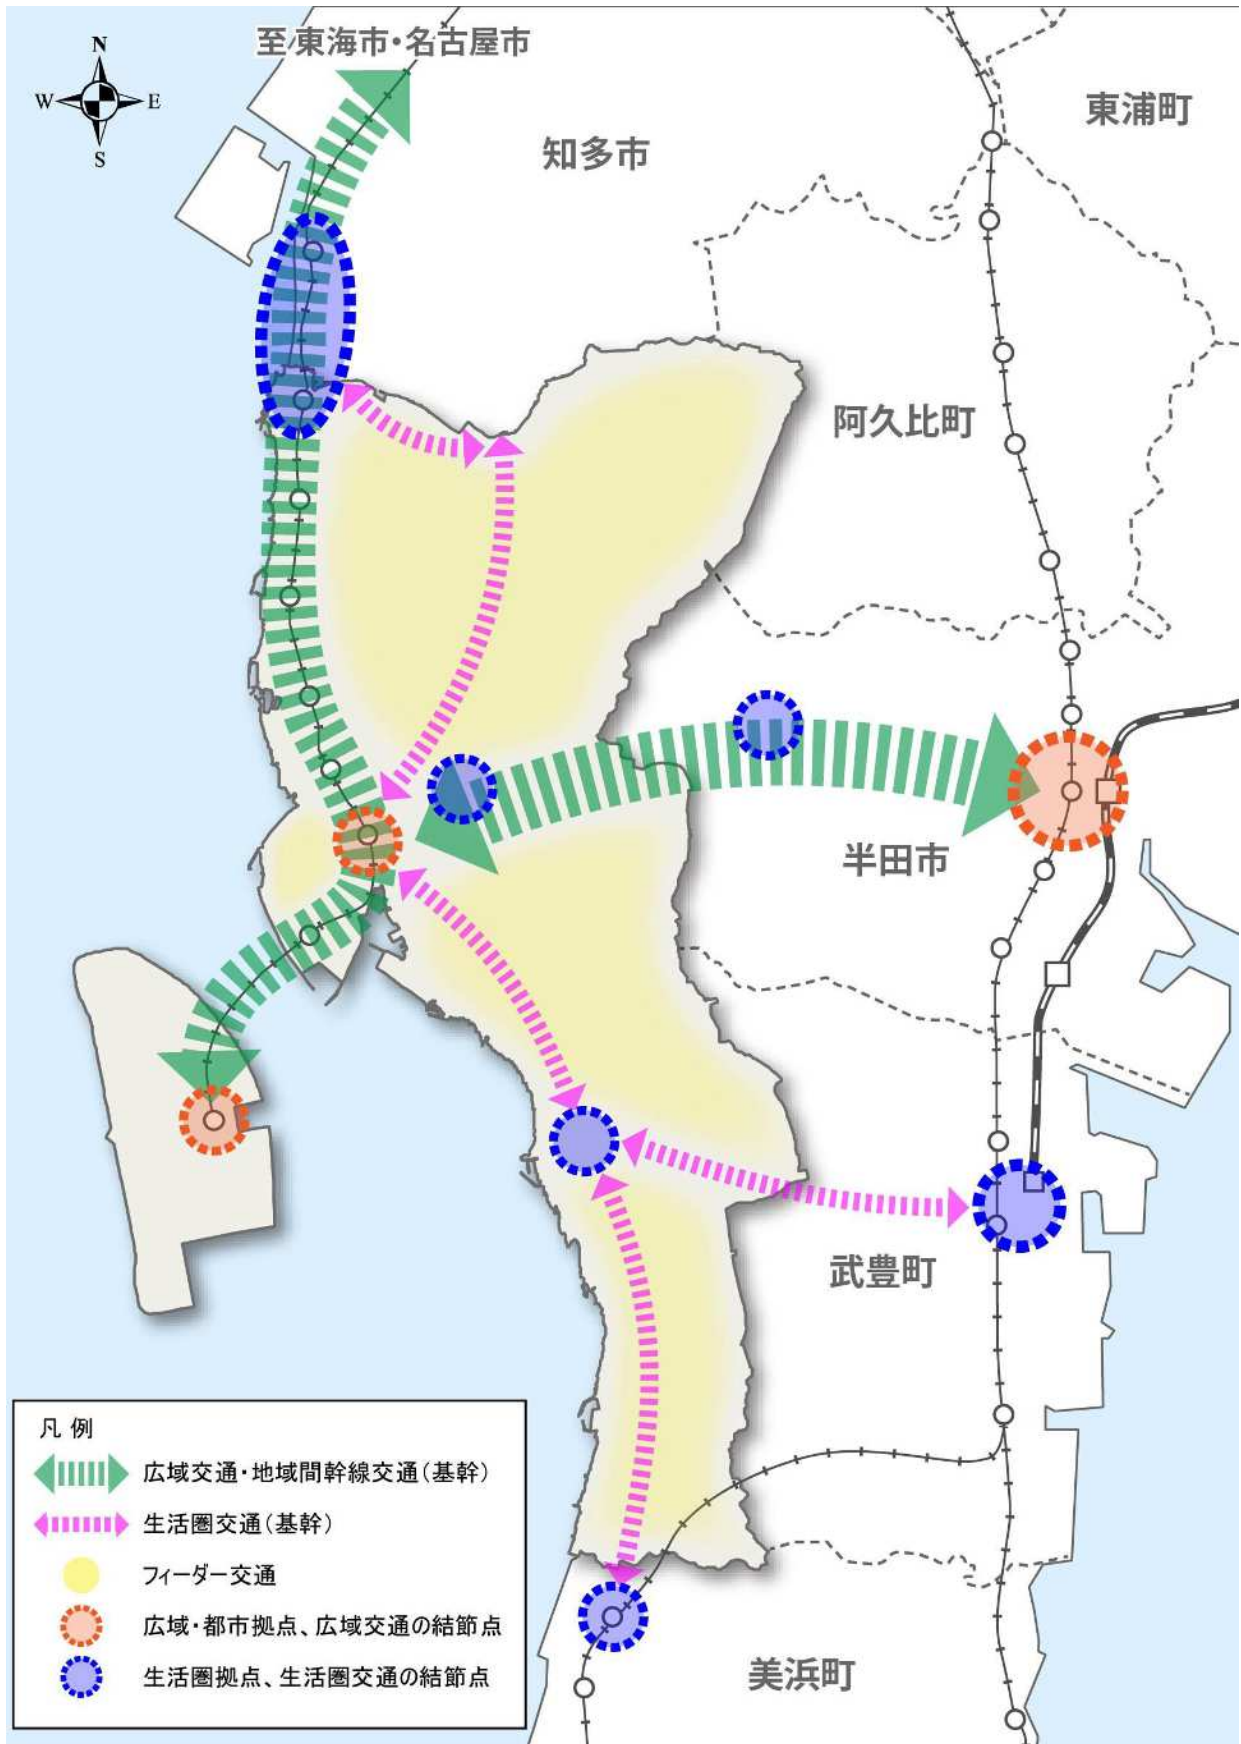 至 東海市・名古屋市
N
W
E
S
東浦町
知多市
阿久比町
半田市
武豊町
美浜町
凡 例
広域交通・地域間幹線交通（基幹）
生活圏交通（基幹）
フィーダー交通
広域・都市拠点、広域交通の結節点
生活圏拠点、生活圏交通の結節点